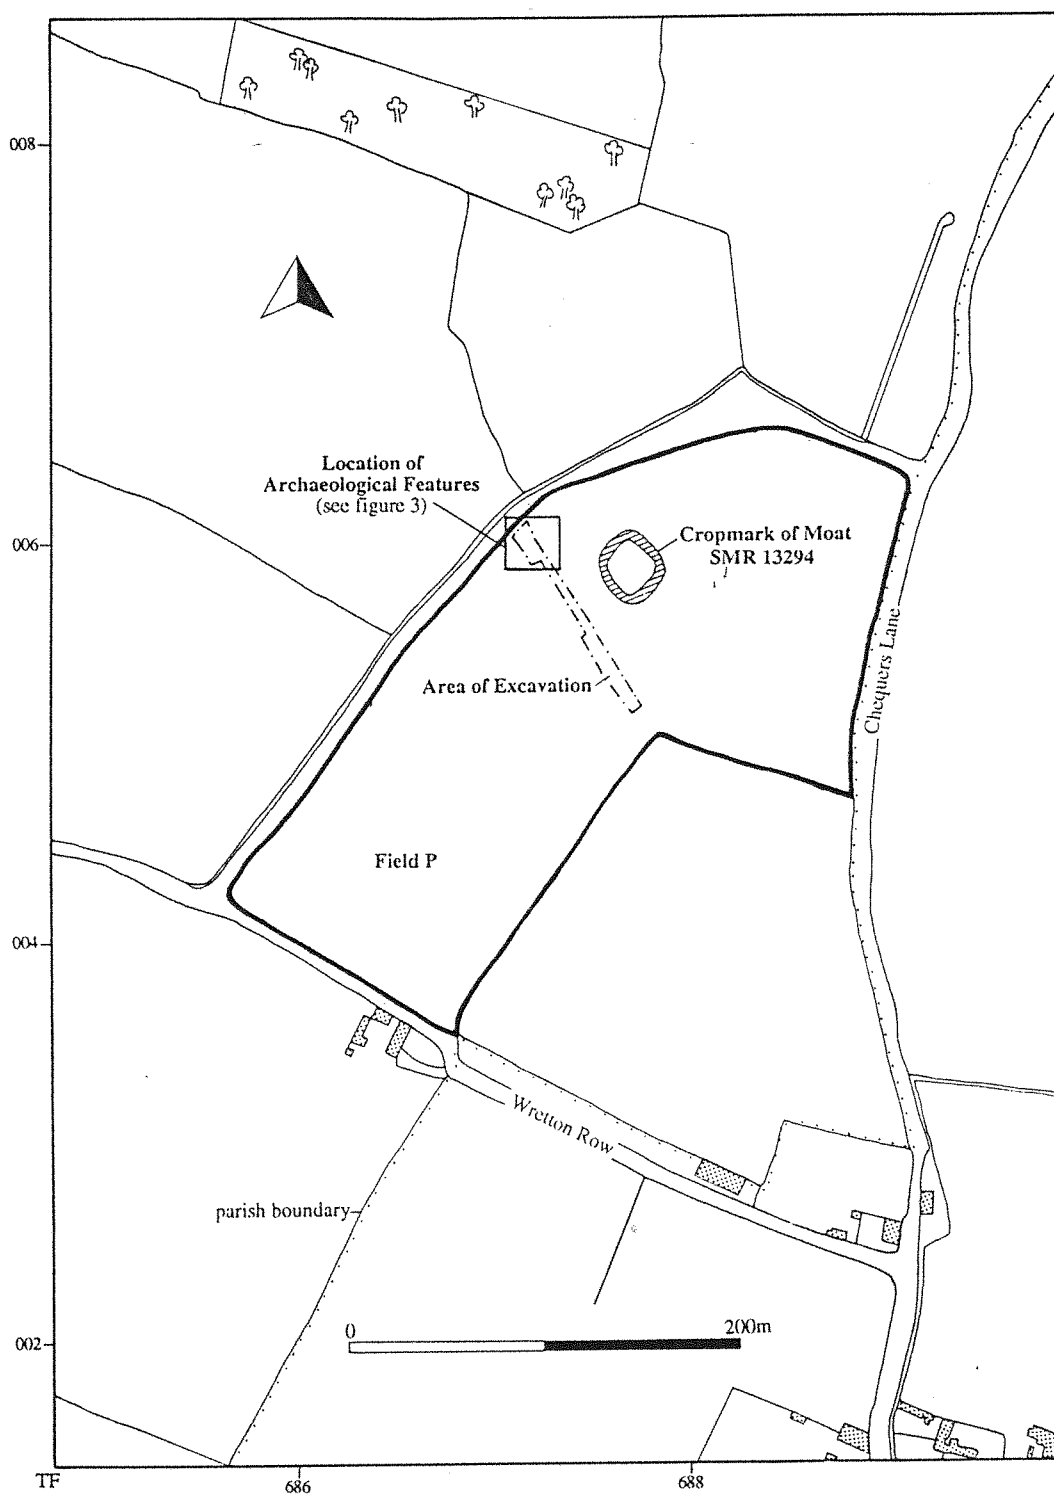 008
Location of
Archaeological Features
(see figure 3)
006
Cropmark of Moat
SMR 13294
Area of Excavation
Chequers Lane
Field P
004
Wretton Row
parish boundary
0
200m
002
TF
686
688